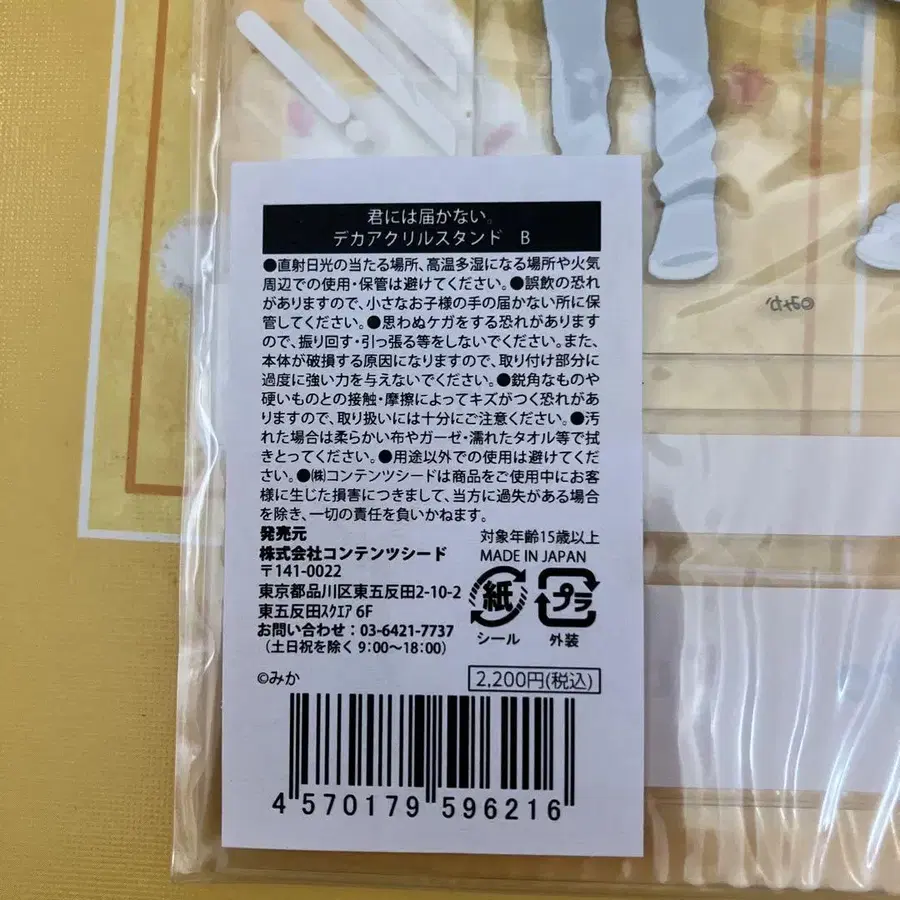 君には届かない。
デカアクリルスタンド　B
●直射日光の当たる場所、高温多湿になる場所や火気
周辺での使用・保管は避けてください。●誤飲の恐れ
がありますので、小さなお子様の手の届かない所に保
管してください。●思わぬケガをする恐れがあります
ので、振り回す・引っ張る等をしないでください。また、
本体が破損する原因になりますので、取り付け部分に
過度に強い力を与えないでください。●鋭角なものや
硬いものとの接触・摩擦によってキズがつく恐れがあ
りますので、取り扱いには十分にご注意ください。●汚
れた場合は柔らかい布やガーゼ・濡れたタオル等で拭
きとってください。●用途以外での使用は避けてくだ
さい。●㈱コンテンツシードは商品をご使用中にお客
様に生じた損害につきまして、当方に過失がある場合
を除き、一切の責任を負いかねます。
発売元
株式会社コンテンツシード
〒141-0022
東京都品川区東五反田2-10-2
東五反田ｽｸｴｱ 6F
お問い合わせ：03-6421-7737
（土日祝を除く 9:00〜18:00）
対象年齢15歳以上
MADE IN JAPAN
紙
シール
プラ
外装
©みか
2,200円(税込)
4 570179 596216
©みか